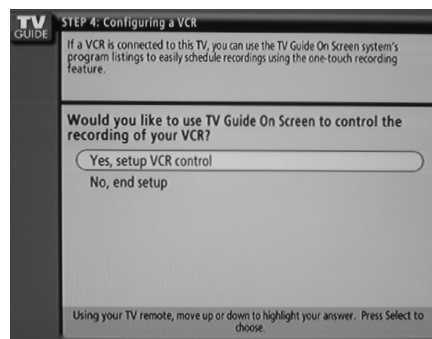 TV
GUIDE
STEP 4: Configuring a VCR
If a VCR is connected to this TV, you can use the TV Guide On Screen system's
program listings to easily schedule recordings using the one-touch recording
feature.
Would you like to use TV Guide On Screen to control the
recording of your VCR?
Yes, setup VCR control
No, end setup
Using your TV remote, move up or down to highlight your answer. Press Select to
choose.